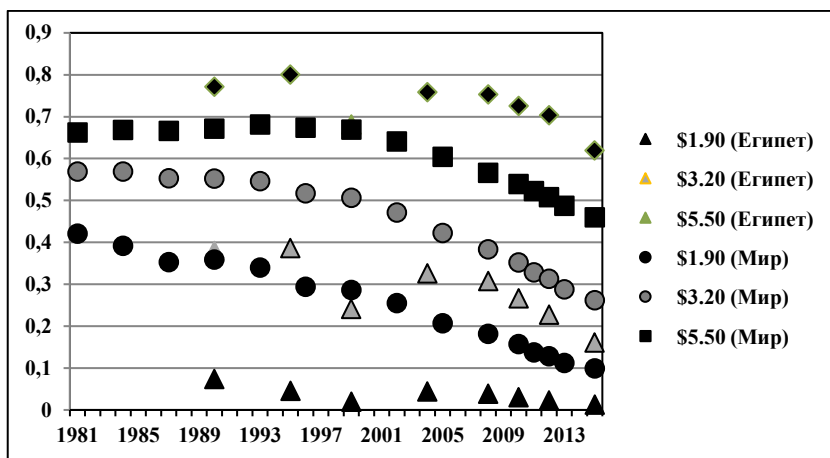 0,9
0,8
0,7
0,6
0,5
0,4
0,3
0,2
0,1
0
1981 1985 1989 1993 1997 2001 2005 2009 2013
$1.90 (Египет)
$3.20 (Египет)
$5.50 (Египет)
$1.90 (Мир)
$3.20 (Мир)
$5.50 (Мир)